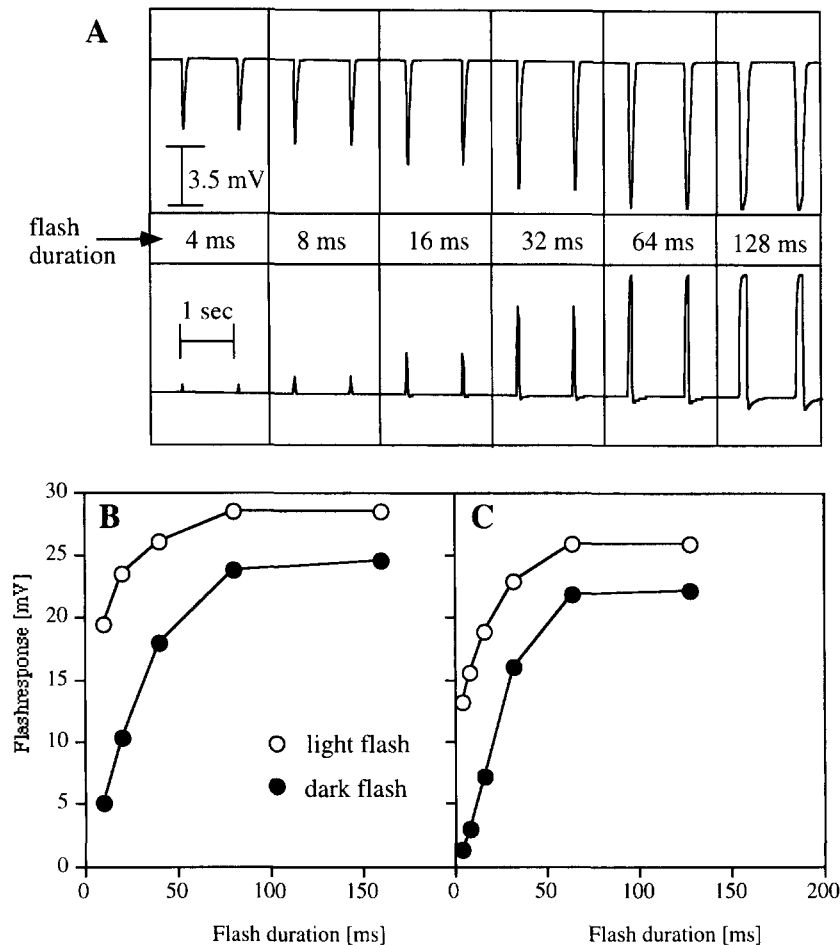 A
3.5 mV
flash
duration
4 ms
8 ms
16 ms
32 ms
64 ms
128 ms
1 sec
B
C
30
25
20
15
10
5
0
Flashresponse [mV]
light flash
dark flash
0
50
100
150
0
50
100
150
200
Flash duration [ms]
Flash duration [ms]